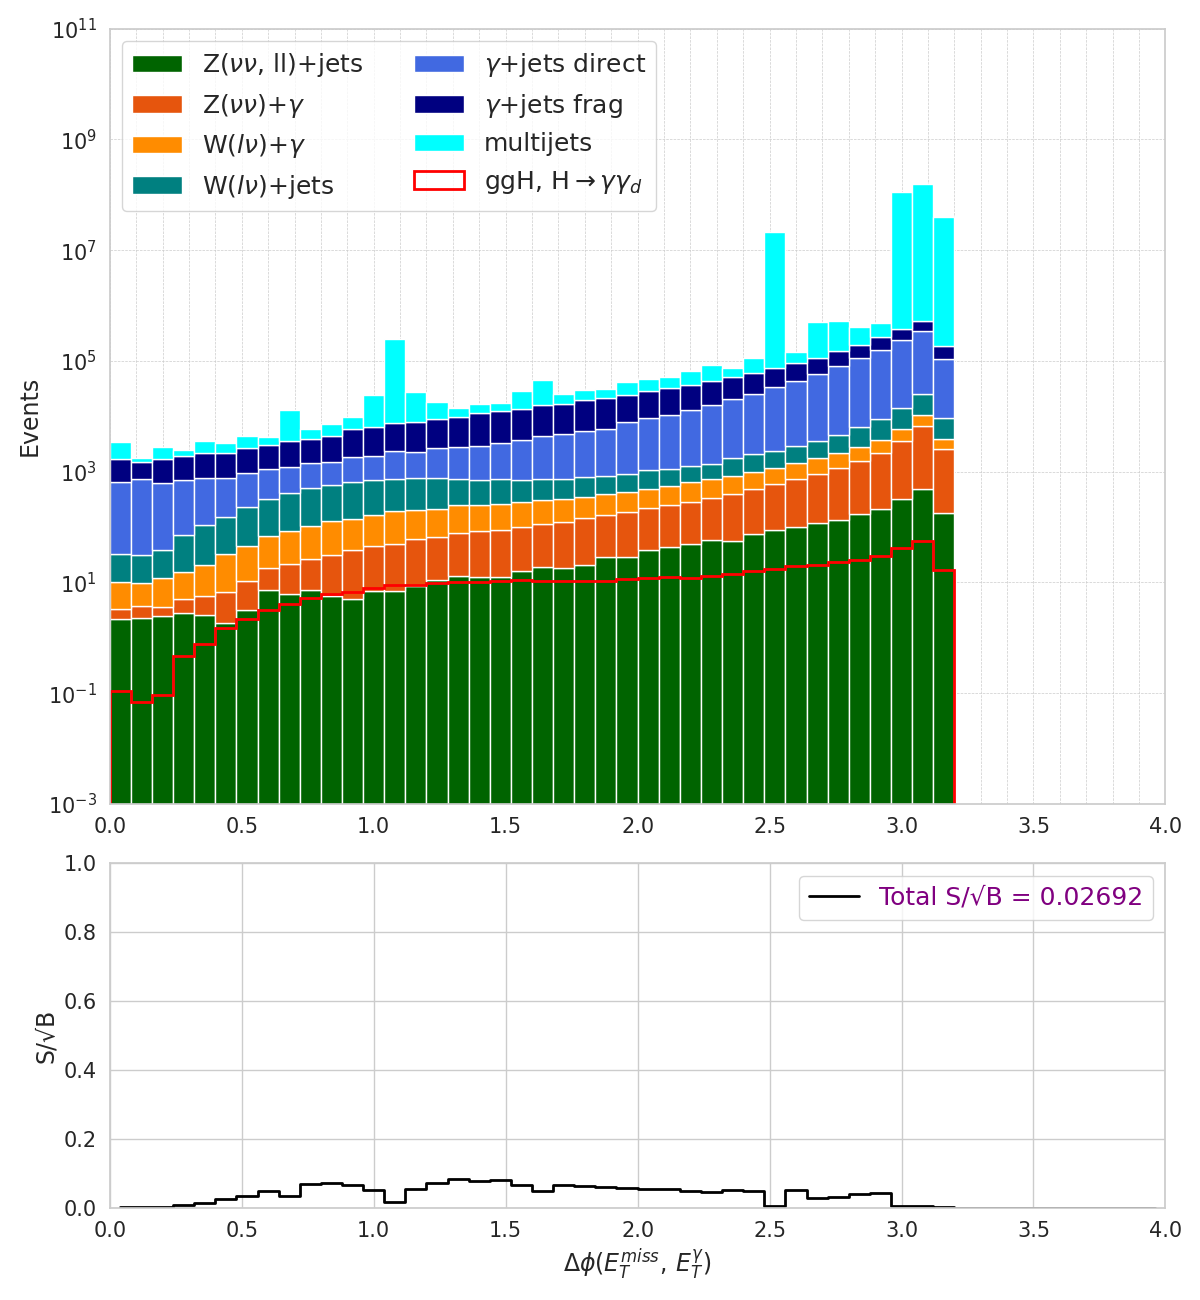 10^11
10^9
10^7
10^5
10^3
10^1
10^−1
10^−3
Events
Z(νν, ll)+jets
Z(νν)+γ
W(lν)+γ
W(lν)+jets
γ+jets direct
γ+jets frag
multijets
ggH, H→γγ_d
0.0 0.5 1.0 1.5 2.0 2.5 3.0 3.5 4.0
1.0
0.8
0.6
0.4
0.2
0.0
S/√B
Total S/√B = 0.02692
0.0 0.5 1.0 1.5 2.0 2.5 3.0 3.5 4.0
Δϕ(E_T^miss, E_T^γ)